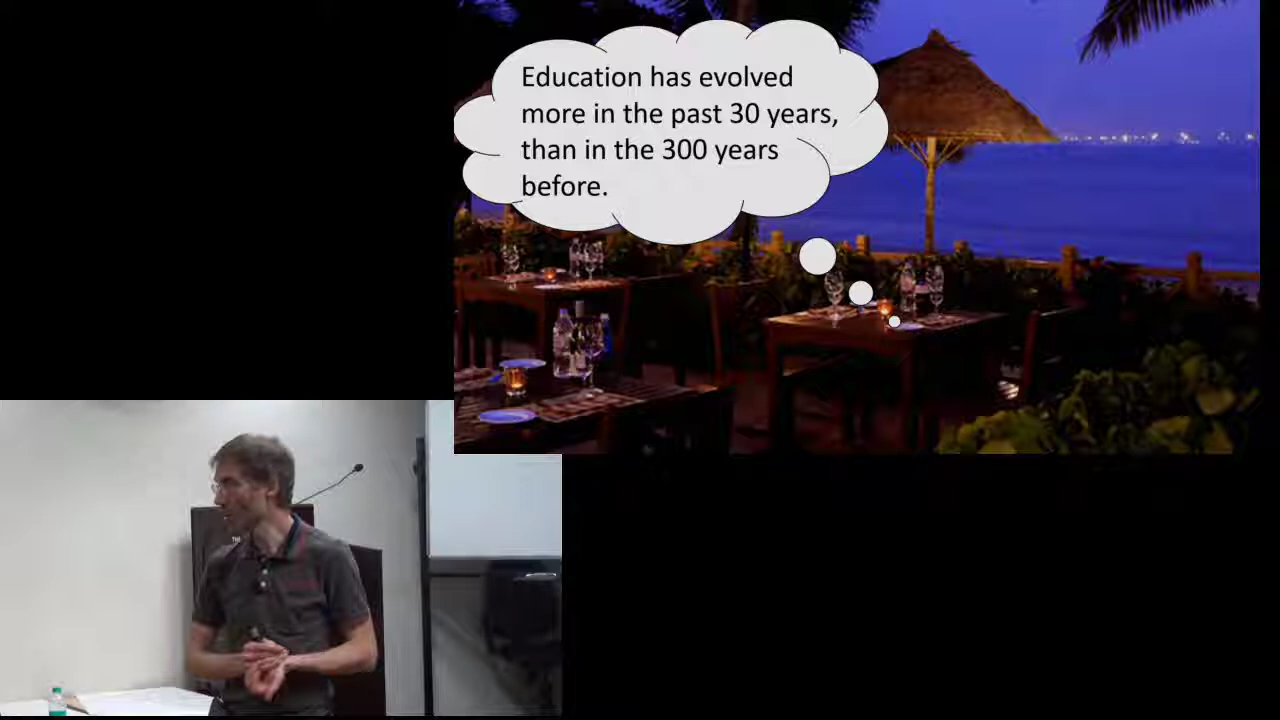 Education has evolved
more in the past 30 years,
than in the 300 years
before.